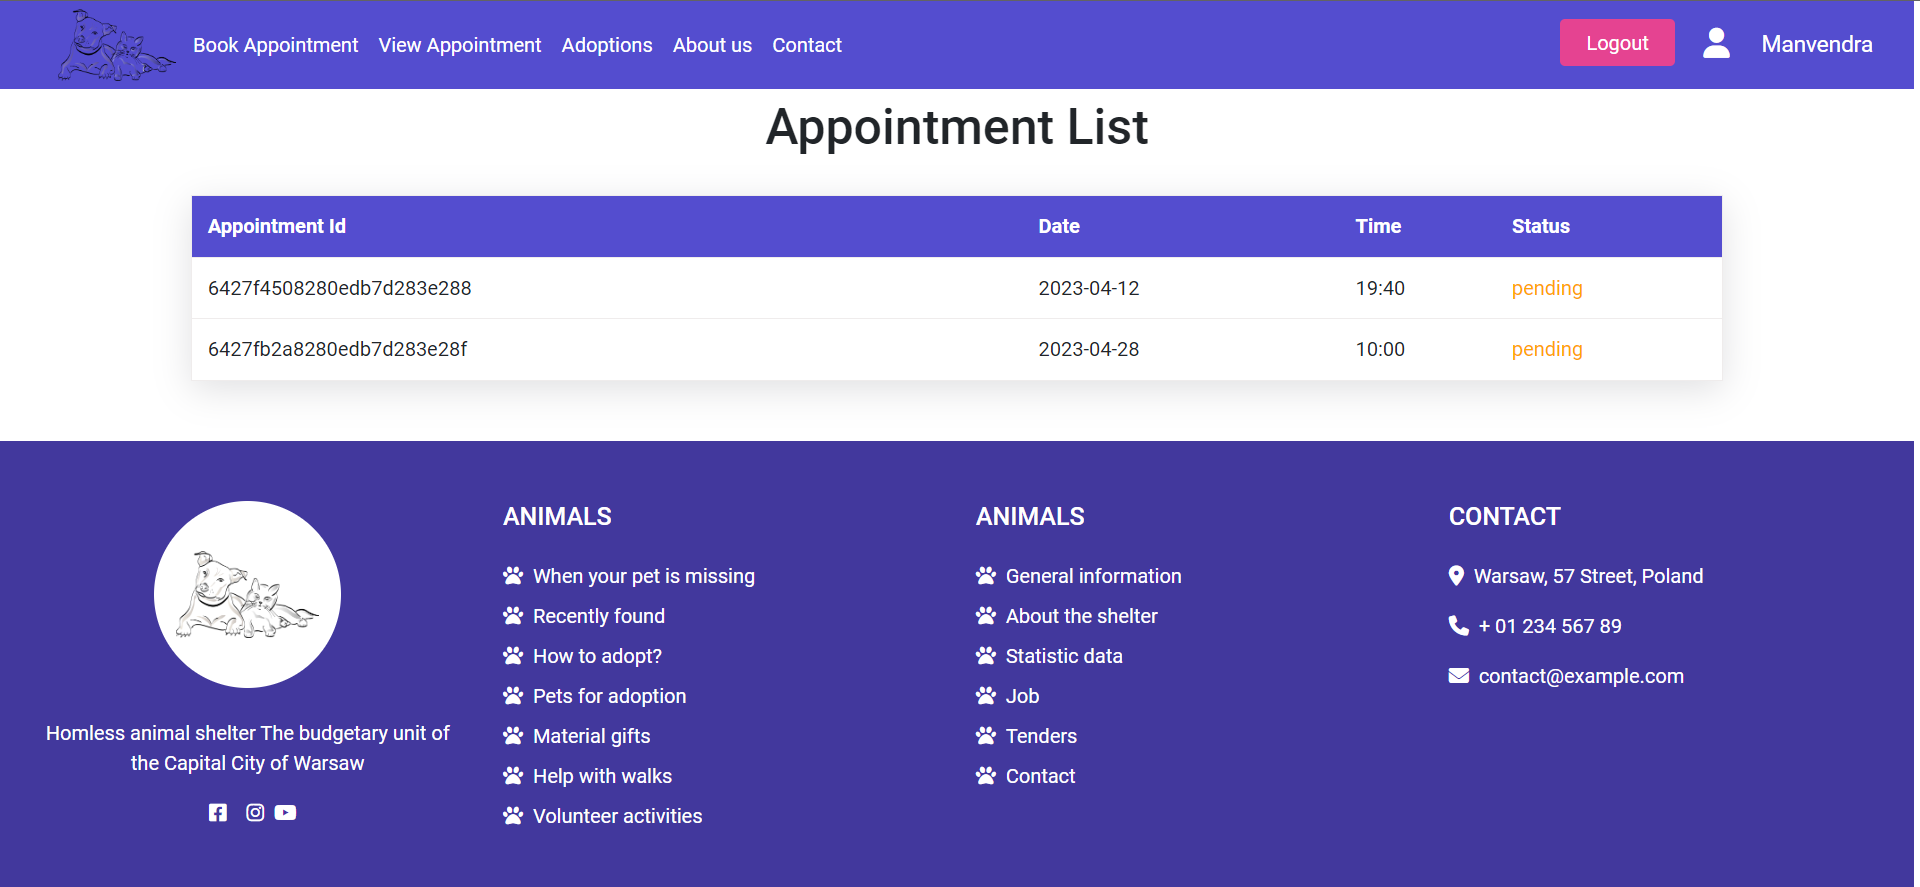 Book Appointment View Appointment Adoptions About us Contact Logout Manvendra
Appointment List
Appointment Id Date Time Status
6427f4508280edb7d283e288 2023-04-12 19:40 pending
6427fb2a8280edb7d283e28f 2023-04-28 10:00 pending
Homless animal shelter The budgetary unit of
the Capital City of Warsaw
ANIMALS
When your pet is missing
Recently found
How to adopt?
Pets for adoption
Material gifts
Help with walks
Volunteer activities
ANIMALS
General information
About the shelter
Statistic data
Job
Tenders
Contact
CONTACT
Warsaw, 57 Street, Poland
+ 01 234 567 89
contact@example.com